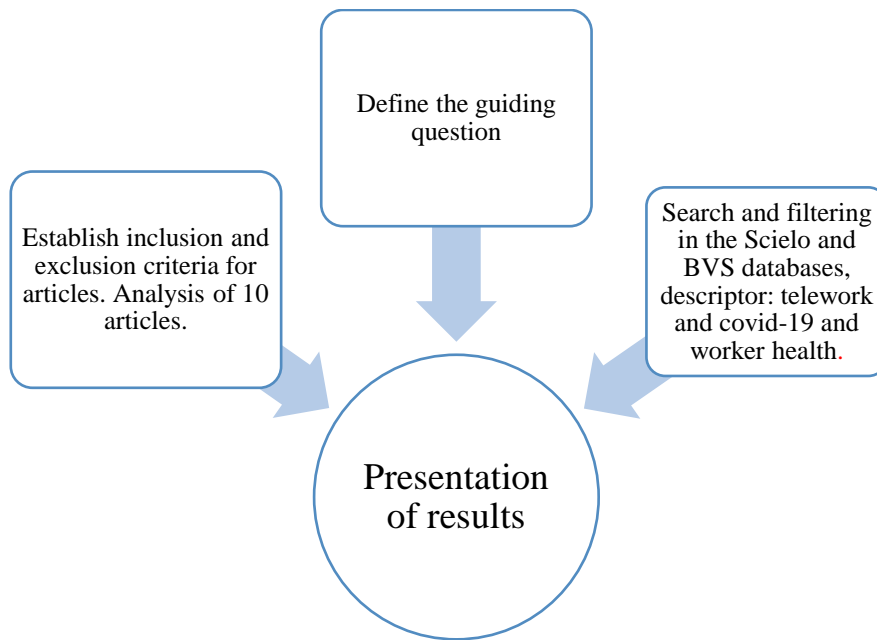 Define the guiding
question
Establish inclusion and
exclusion criteria for
articles. Analysis of 10
articles.
Search and filtering
in the Scielo and
BVS databases,
descriptor: telework
and covid-19 and
worker health.
Presentation
of results